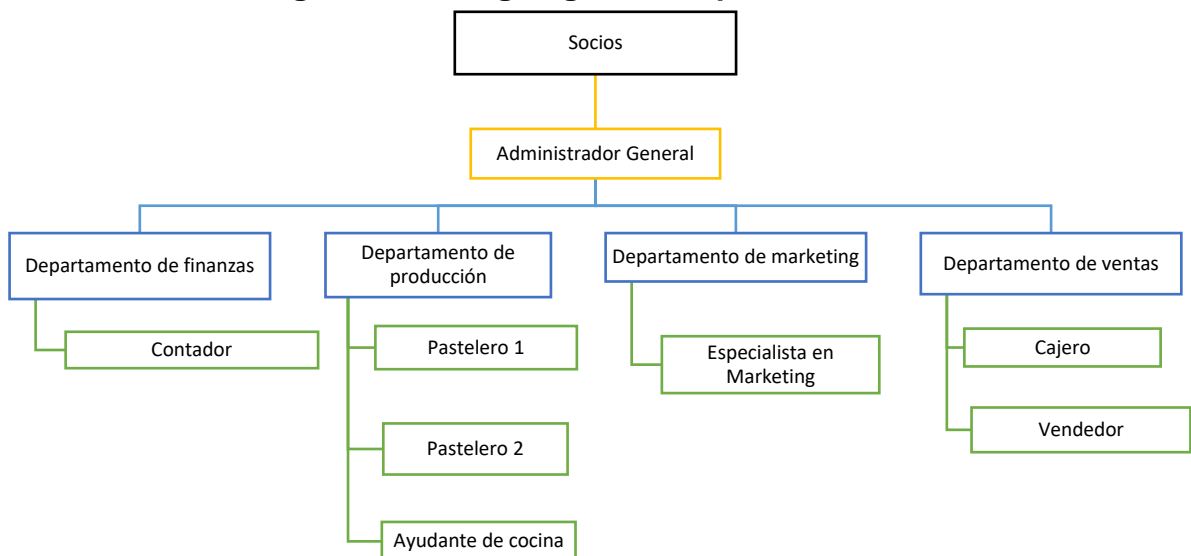 Socios
Administrador General
Departamento de finanzas
Departamento de
producción
Departamento de marketing
Departamento de ventas
Contador
Pastelero 1
Especialista en
Marketing
Cajero
Pastelero 2
Vendedor
Ayudante de cocina